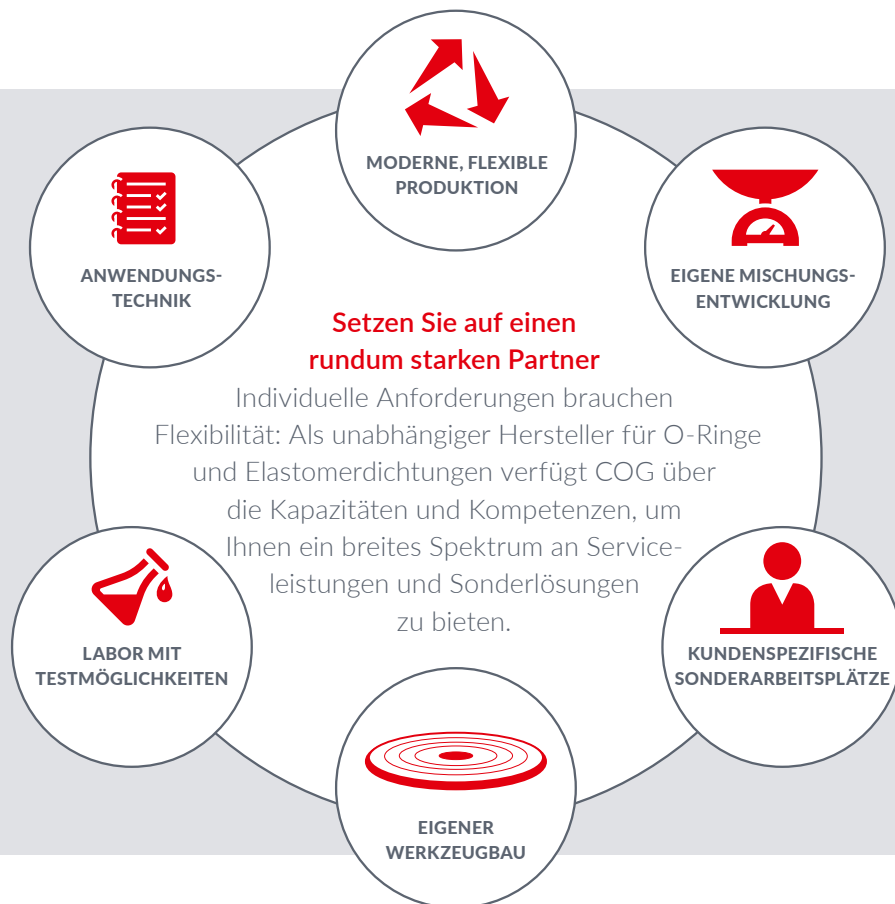 MODERNE, FLEXIBLE
PRODUKTION
ANWENDUNGS-
TECHNIK
EIGENE MISCHUNGS-
ENTWICKLUNG
Setzen Sie auf einen
rundum starken Partner
Individuelle Anforderungen brauchen
Flexibilität: Als unabhängiger Hersteller für O-Ringe
und Elastomerdichtungen verfügt COG über
die Kapazitäten und Kompetenzen, um
Ihnen ein breites Spektrum an Service-
leistungen und Sonderlösungen
zu bieten.
LABOR MIT
TESTMÖGLICHKEITEN
KUNDENSPEZIFISCHE
SONDERARBEITSPLÄTZE
EIGENER
WERKZEUGBAU